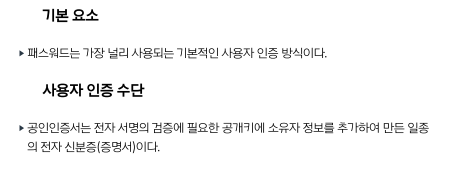 기본 요소
▸ 패스워드는 가장 널리 사용되는 기본적인 사용자 인증 방식이다.
사용자 인증 수단
▸ 공인인증서는 전자 서명의 검증에 필요한 공개키에 소유자 정보를 추가하여 만든 일종
의 전자 신분증(증명서)이다.